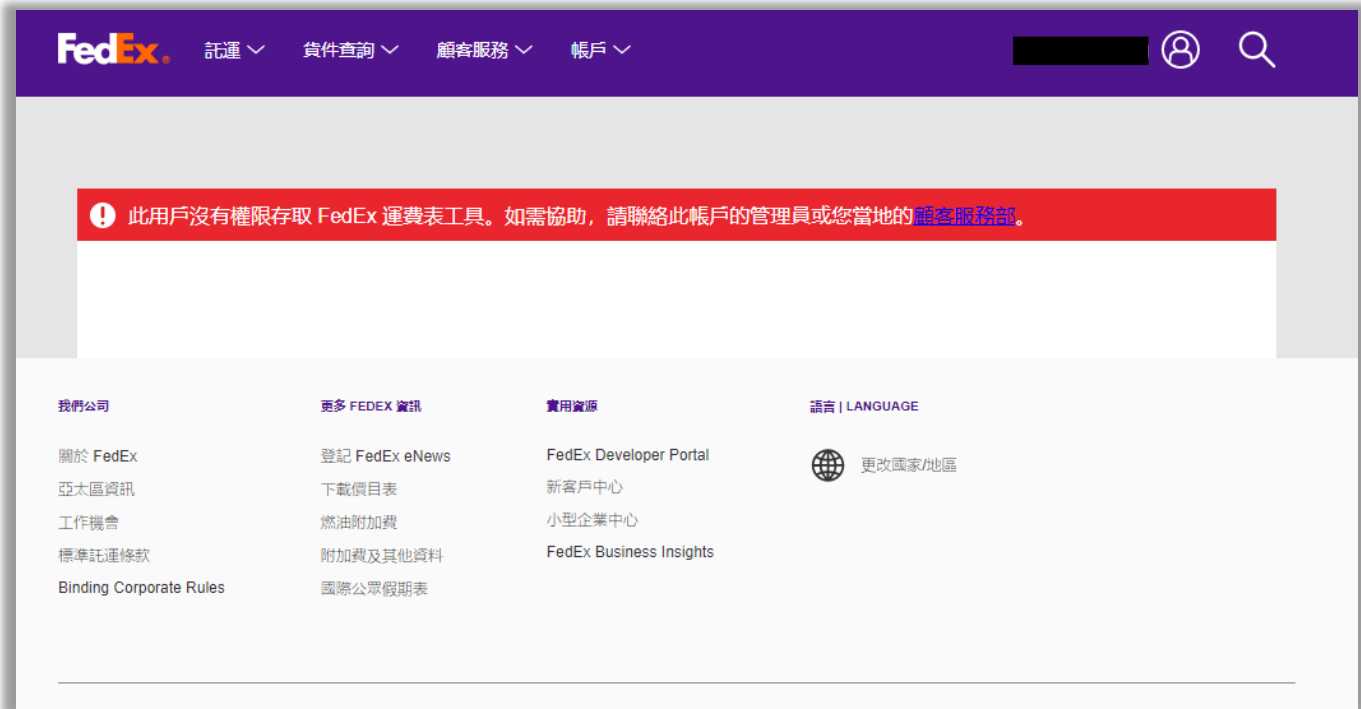 FedEx® 託運 貨件查詢 顧客服務 帳戶
此用戶沒有權限存取 FedEx 運費表工具。如需協助，請聯絡此帳戶的管理員或您當地的顧客服務部。
我們公司
關於 FedEx
亞太區資訊
工作機會
標準託運條款
Binding Corporate Rules
更多 FEDEX 資訊
登記 FedEx eNews
下載價目表
燃油附加費
附加費及其他資料
國際公眾假期表
實用資源
FedEx Developer Portal
新客戶中心
小型企業中心
FedEx Business Insights
語言 | LANGUAGE
更改國家/地區